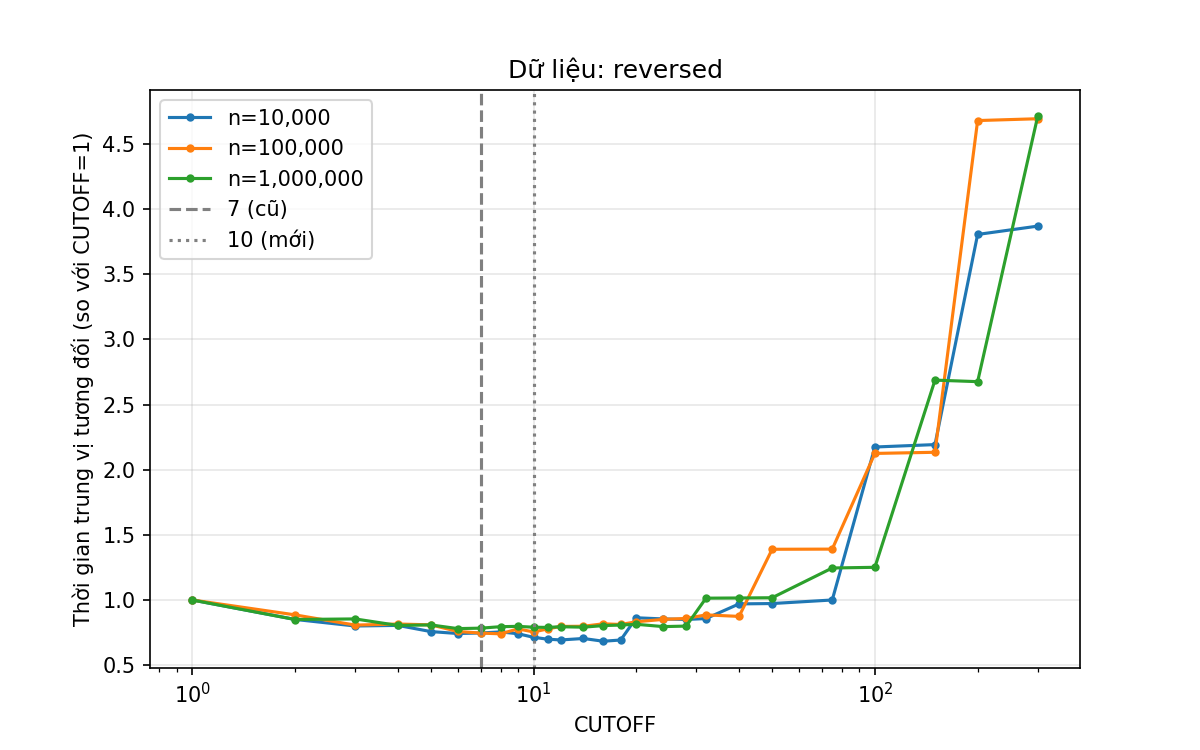 Dữ liệu: reversed
n=10,000
n=100,000
n=1,000,000
7 (cũ)
10 (mới)
Thời gian trung vị tương đối (so với CUTOFF=1)
4.5
4.0
3.5
3.0
2.5
2.0
1.5
1.0
0.5
10⁰
10¹
10²
CUTOFF